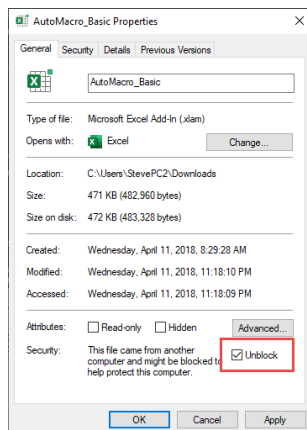 AutoMacro_Basic Properties
General Security Details Previous Versions
AutoMacro_Basic
Type of file: Microsoft Excel Add-In (.xlam)
Opens with: Excel Change...
Location: C:\Users\StevePC2\Downloads
Size: 471 KB (482,960 bytes)
Size on disk: 472 KB (483,328 bytes)
Created: Wednesday, April 11, 2018, 8:29:28 AM
Modified: Wednesday, April 11, 2018, 11:18:10 PM
Accessed: Wednesday, April 11, 2018, 11:18:09 PM
Attributes: Read-only Hidden Advanced...
Security: This file came from another
computer and might be blocked to Unblock
help protect this computer.
OK Cancel Apply